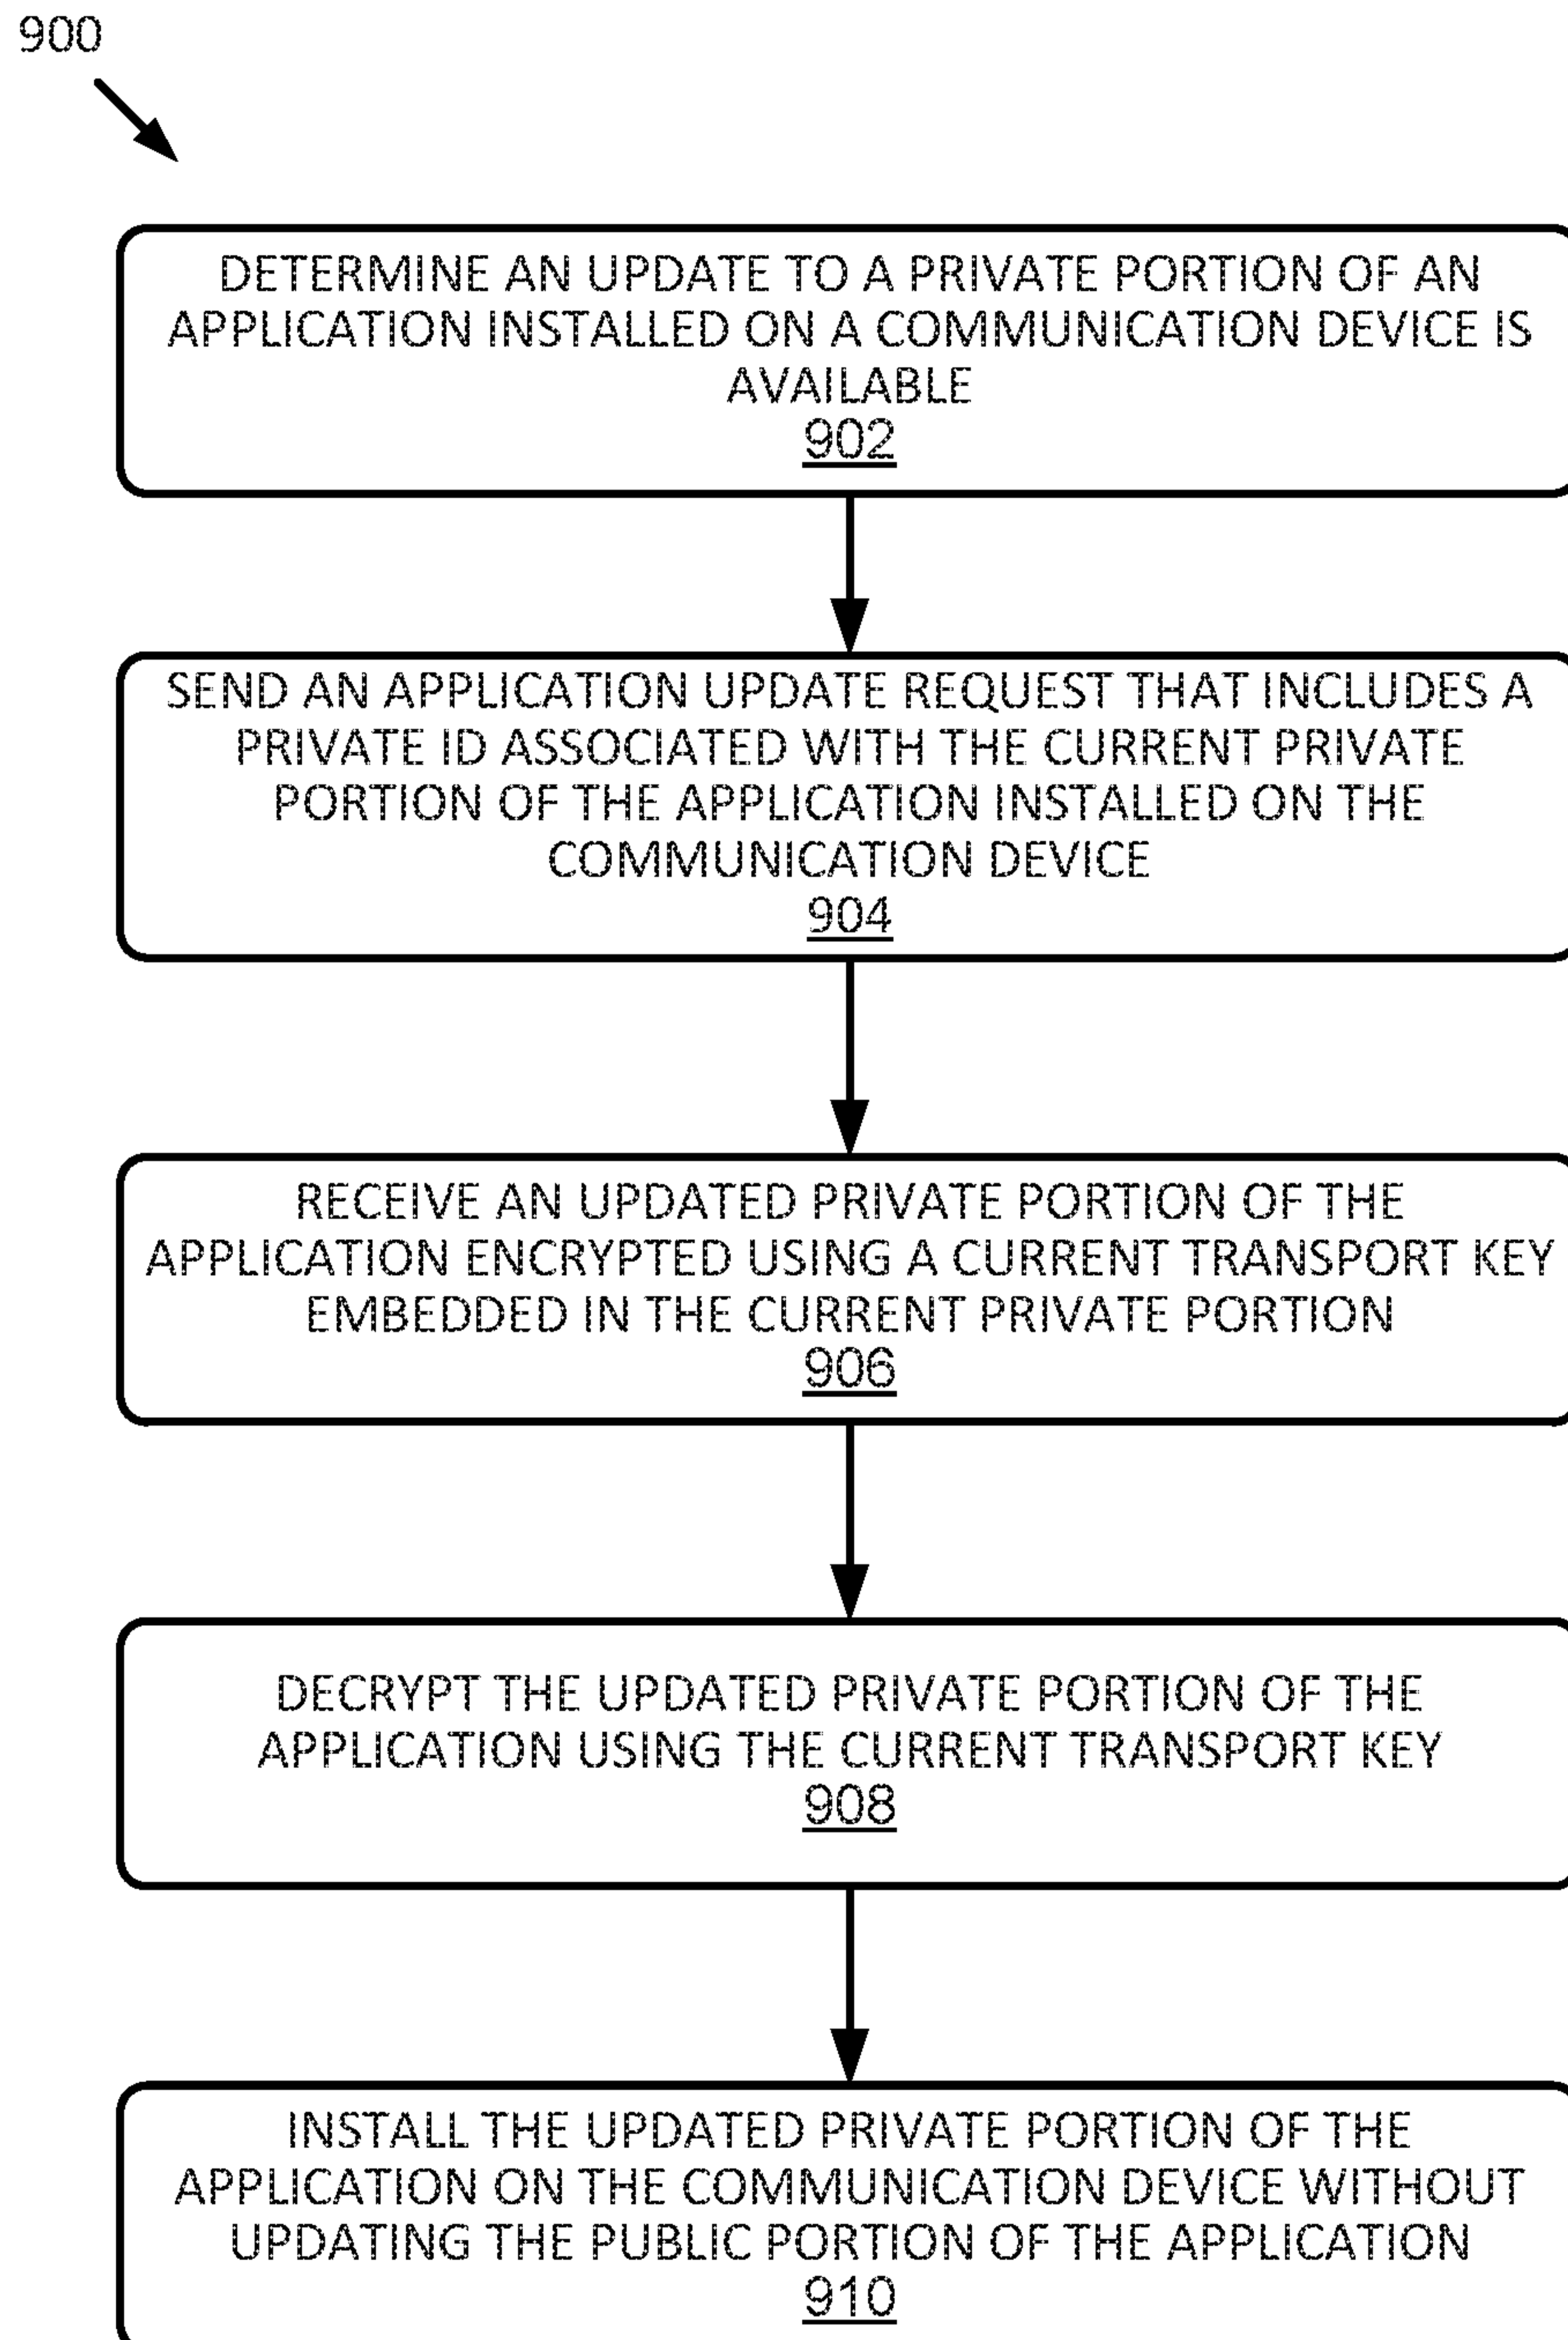 900
DETERMINE AN UPDATE TO A PRIVATE PORTION OF AN
APPLICATION INSTALLED ON A COMMUNICATION DEVICE IS
AVAILABLE
902
SEND AN APPLICATION UPDATE REQUEST THAT INCLUDES A
PRIVATE ID ASSOCIATED WITH THE CURRENT PRIVATE
PORTION OF THE APPLICATION INSTALLED ON THE
COMMUNICATION DEVICE
904
RECEIVE AN UPDATED PRIVATE PORTION OF THE
APPLICATION ENCRYPTED USING A CURRENT TRANSPORT KEY
EMBEDDED IN THE CURRENT PRIVATE PORTION
906
DECRYPT THE UPDATED PRIVATE PORTION OF THE
APPLICATION USING THE CURRENT TRANSPORT KEY
908
INSTALL THE UPDATED PRIVATE PORTION OF THE
APPLICATION ON THE COMMUNICATION DEVICE WITHOUT
UPDATING THE PUBLIC PORTION OF THE APPLICATION
910